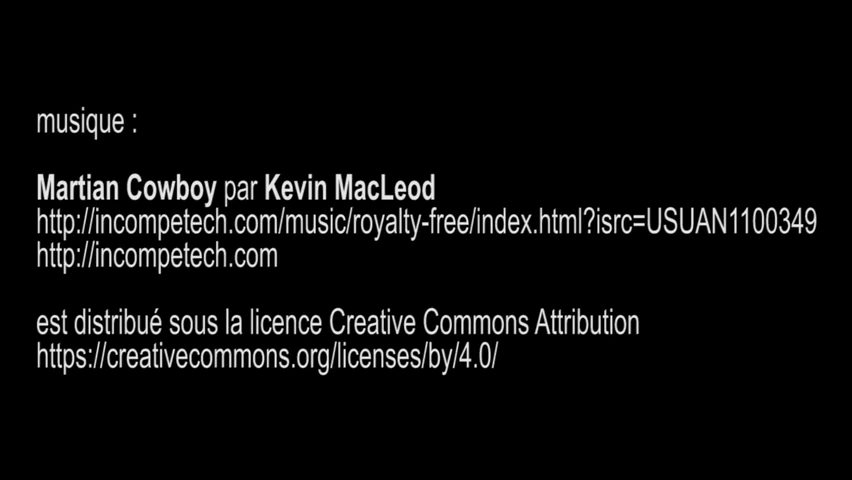 musique :
Martian Cowboy par Kevin MacLeod
http://incompetech.com/music/royalty-free/index.html?isrc=USUAN1100349
http://incompetech.com
est distribué sous la licence Creative Commons Attribution
https://creativecommons.org/licenses/by/4.0/